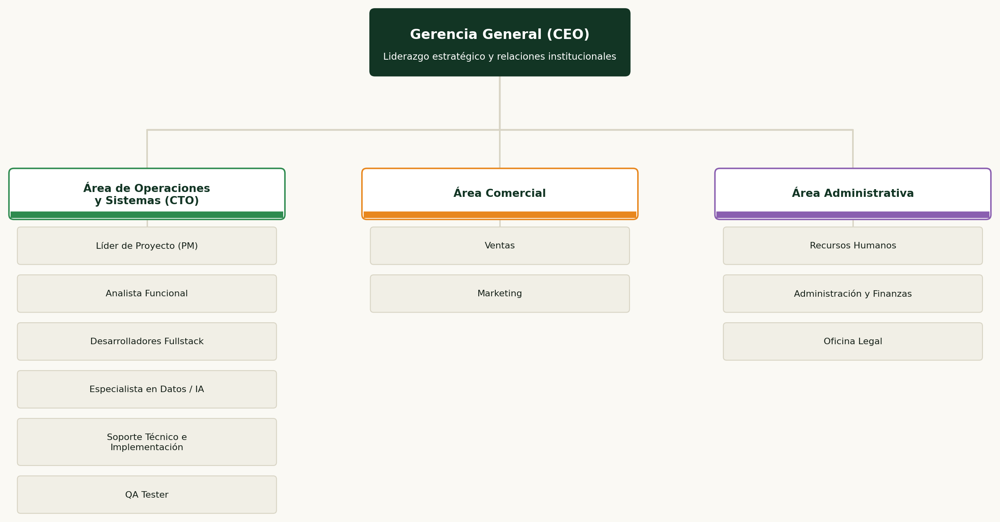 Gerencia General (CEO)
Liderazgo estratégico y relaciones institucionales
Área de Operaciones
y Sistemas (CTO)
Líder de Proyecto (PM)
Analista Funcional
Desarrolladores Fullstack
Especialista en Datos / IA
Soporte Técnico e
Implementación
QA Tester
Área Comercial
Ventas
Marketing
Área Administrativa
Recursos Humanos
Administración y Finanzas
Oficina Legal